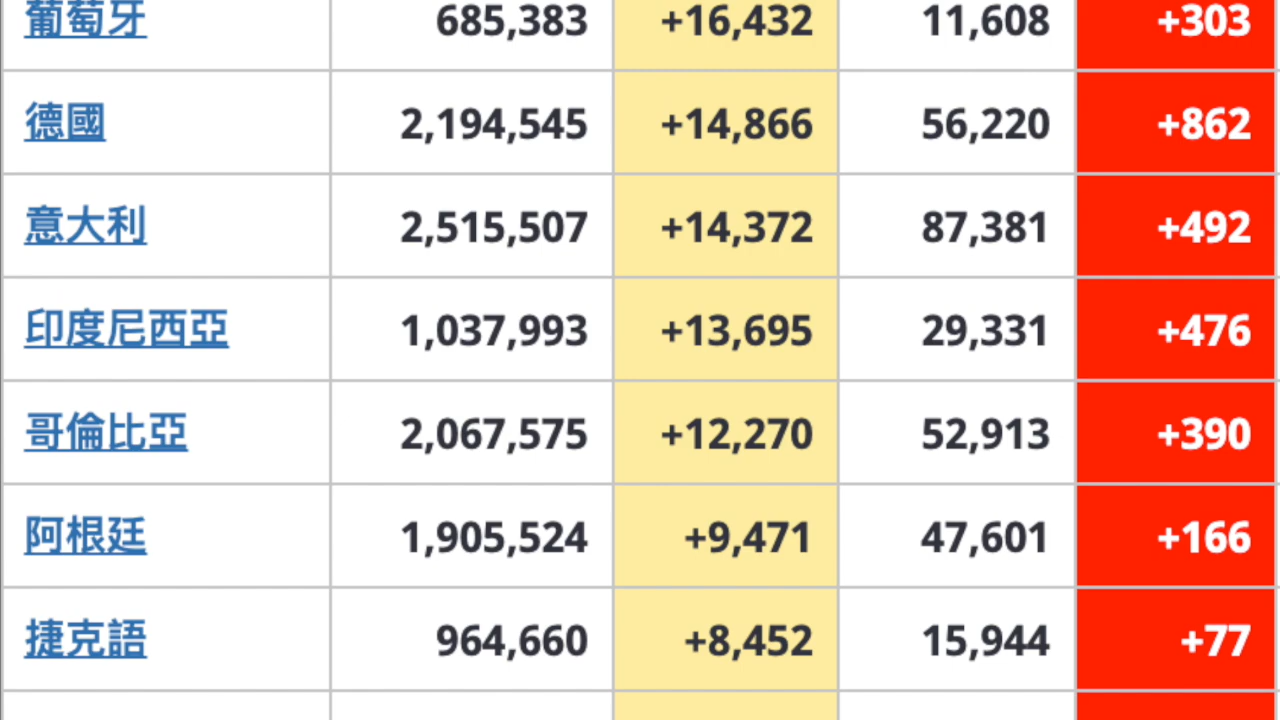 葡萄牙 685,383 +16,432 11,608 +303
德國 2,194,545 +14,866 56,220 +862
意大利 2,515,507 +14,372 87,381 +492
印度尼西亞 1,037,993 +13,695 29,331 +476
哥倫比亞 2,067,575 +12,270 52,913 +390
阿根廷 1,905,524 +9,471 47,601 +166
捷克語 964,660 +8,452 15,944 +77